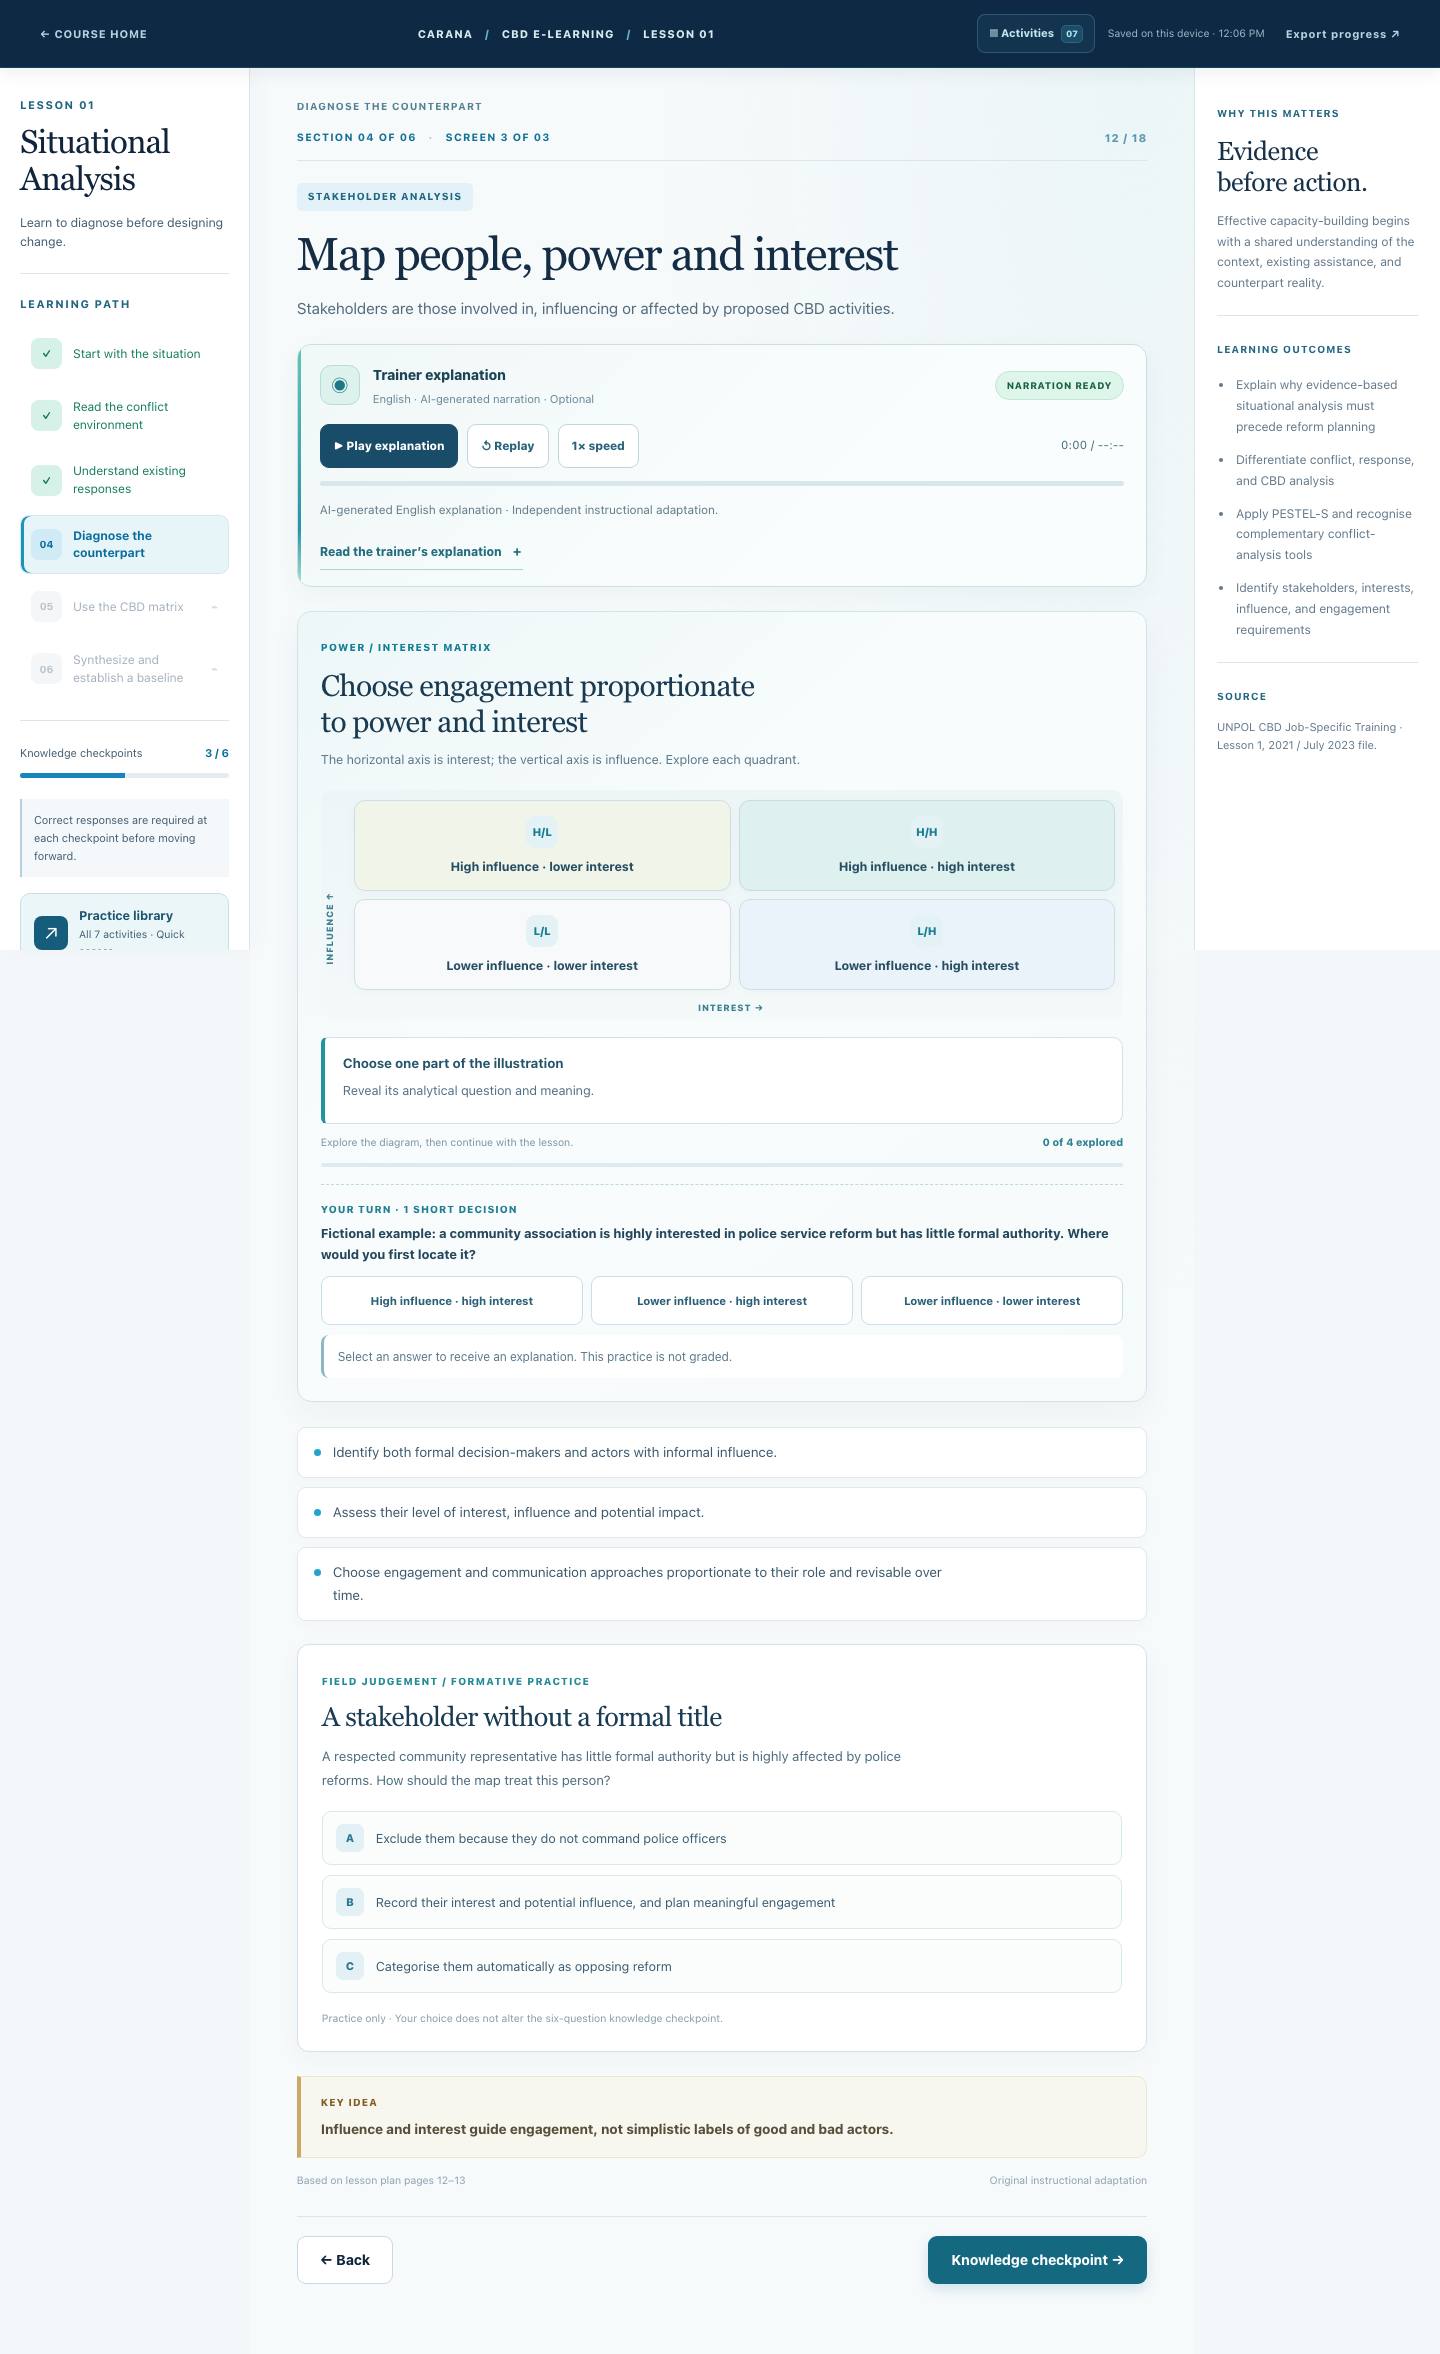 ← COURSE HOME
CARANA / CBD E-LEARNING / LESSON 01
Activities 07
Saved on this device · 12:06 PM
Export progress ↗
LESSON 01
Situational
Analysis
Learn to diagnose before designing
change.
LEARNING PATH
✓ Start with the situation
✓ Read the conflict
environment
✓ Understand existing
responses
04 Diagnose the
counterpart
05 Use the CBD matrix
06 Synthesize and
establish a baseline
Knowledge checkpoints 3 / 6
Correct responses are required at
each checkpoint before moving
forward.
Practice library
All 7 activities · Quick
DIAGNOSE THE COUNTERPART
SECTION 04 OF 06 · SCREEN 3 OF 03
12 / 18
STAKEHOLDER ANALYSIS
Map people, power and interest
Stakeholders are those involved in, influencing or affected by proposed CBD activities.
Trainer explanation
English · AI-generated narration · Optional
NARRATION READY
▶ Play explanation
↺ Replay
1× speed
0:00 / --:--
AI-generated English explanation · Independent instructional adaptation.
Read the trainer’s explanation +
POWER / INTEREST MATRIX
Choose engagement proportionate
to power and interest
The horizontal axis is interest; the vertical axis is influence. Explore each quadrant.
INFLUENCE →
H/L
High influence · lower interest
H/H
High influence · high interest
L/L
Lower influence · lower interest
L/H
Lower influence · high interest
INTEREST →
Choose one part of the illustration
Reveal its analytical question and meaning.
Explore the diagram, then continue with the lesson.
0 of 4 explored
YOUR TURN · 1 SHORT DECISION
Fictional example: a community association is highly interested in police service reform but has little formal authority. Where
would you first locate it?
High influence · high interest
Lower influence · high interest
Lower influence · lower interest
Select an answer to receive an explanation. This practice is not graded.
Identify both formal decision-makers and actors with informal influence.
Assess their level of interest, influence and potential impact.
Choose engagement and communication approaches proportionate to their role and revisable over
time.
FIELD JUDGEMENT / FORMATIVE PRACTICE
A stakeholder without a formal title
A respected community representative has little formal authority but is highly affected by police
reforms. How should the map treat this person?
A Exclude them because they do not command police officers
B Record their interest and potential influence, and plan meaningful engagement
C Categorise them automatically as opposing reform
Practice only · Your choice does not alter the six-question knowledge checkpoint.
KEY IDEA
Influence and interest guide engagement, not simplistic labels of good and bad actors.
Based on lesson plan pages 12–13
Original instructional adaptation
← Back
Knowledge checkpoint →
WHY THIS MATTERS
Evidence
before action.
Effective capacity-building begins
with a shared understanding of the
context, existing assistance, and
counterpart reality.
LEARNING OUTCOMES
• Explain why evidence-based
situational analysis must
precede reform planning
• Differentiate conflict, response,
and CBD analysis
• Apply PESTEL-S and recognise
complementary conflict-
analysis tools
• Identify stakeholders, interests,
influence, and engagement
requirements
SOURCE
UNPOL CBD Job-Specific Training ·
Lesson 1, 2021 / July 2023 file.